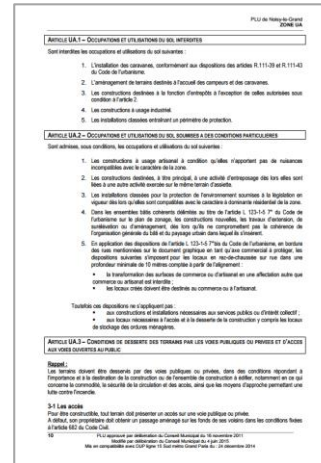 PLU de Noisy-le-Grand
ZONE UA
ARTICLE UA.1 – OCCUPATIONS ET UTILISATIONS DU SOL INTERDITES
Sont interdites les occupations et utilisations du sol suivantes :
1. L'installation des caravanes, conformément aux dispositions des articles R.111-39 et R.111-43
du Code de l'urbanisme.
2. L'aménagement de terrains destinés à l'accueil des campeurs et des caravanes.
3. Les constructions destinées à la fonction d'entrepôts à l'exception de celles autorisées sous
condition à l'article 2.
4. Les constructions à usage industriel.
5. Les installations classées entraînant un périmètre de protection.
ARTICLE UA.2 – OCCUPATIONS ET UTILISATIONS DU SOL SOUMISES A DES CONDITIONS PARTICULIERES
Sont admises, sous conditions, les occupations et utilisations du sol suivantes :
1. Les constructions à usage artisanal à condition qu'elles n'apportent pas de nuisances
incompatibles avec le caractère de la zone.
2. Les constructions destinées, à titre principal, à une activité d'entreposage dès lors elles sont
liées à une autre activité exercée sur le même terrain d'assiette.
3. Les installations classées pour la protection de l'environnement soumises à la législation en
vigueur dès lors qu'elles sont compatibles avec le caractère à dominante résidentiel de la zone.
4. Dans les ensembles bâtis cohérents délimités au titre de l'article L. 123-1-5 7° du Code de
l'urbanisme sur le plan de zonage, les constructions nouvelles, les travaux d'extension, de
surélévation ou d'aménagement, dès lors qu'ils ne compromettent pas la cohérence de
l'organisation générale du bâti et du paysage urbain dans lequel ils s'insèrent.
5. En application des dispositions de l'article L. 123-1-5 7°bis du Code de l'urbanisme, en bordure
des rues mentionnées sur le document graphique en tant qu'axe commercial à protéger, les
dispositions suivantes s'imposent pour les locaux en rez-de-chaussée sur rue dans une
profondeur minimale de 10 mètres comptée à partir de l'alignement :
• la transformation des surfaces de commerce ou d'artisanat en une affectation autre que
commerce ou artisanat est interdite ;
• les locaux créés doivent être destinés au commerce ou à l'artisanat.
Toutefois ces dispositions ne s'appliquent pas :
• aux constructions et installations nécessaires aux services publics ou d'intérêt collectif ;
• aux locaux nécessaires à l'accès et à la desserte de la construction y compris les locaux
de stockage des ordures ménagères.
ARTICLE UA.3 – CONDITIONS DE DESSERTE DES TERRAINS PAR LES VOIES PUBLIQUES OU PRIVEES ET D'ACCES
AUX VOIES OUVERTES AU PUBLIC
Rappel :
Les terrains doivent être desservis par des voies publiques ou privées, dans des conditions répondant à
l'importance et à la destination de la construction ou de l'ensemble de construction à édifier, notamment en ce qui
concerne la commodité, la sécurité de la circulation et des accès, ainsi que les moyens d'approche permettant une
lutte contre l'incendie.
3-1 Les accès
Pour être constructible, tout terrain doit présenter un accès sur une voie publique ou privée.
A défaut, son propriétaire doit obtenir un passage aménagé sur les fonds de ses voisins dans les conditions fixées
à l'article 682 du Code Civil.
10
PLU approuvé par délibération du Conseil Municipal du 16 novembre 2011
Modifié par délibération du Conseil Municipal du 4 juin 2015
Mis en compatibilité avec DUP ligne 15 Sud métro Grand Paris du : 24 décembre 2014